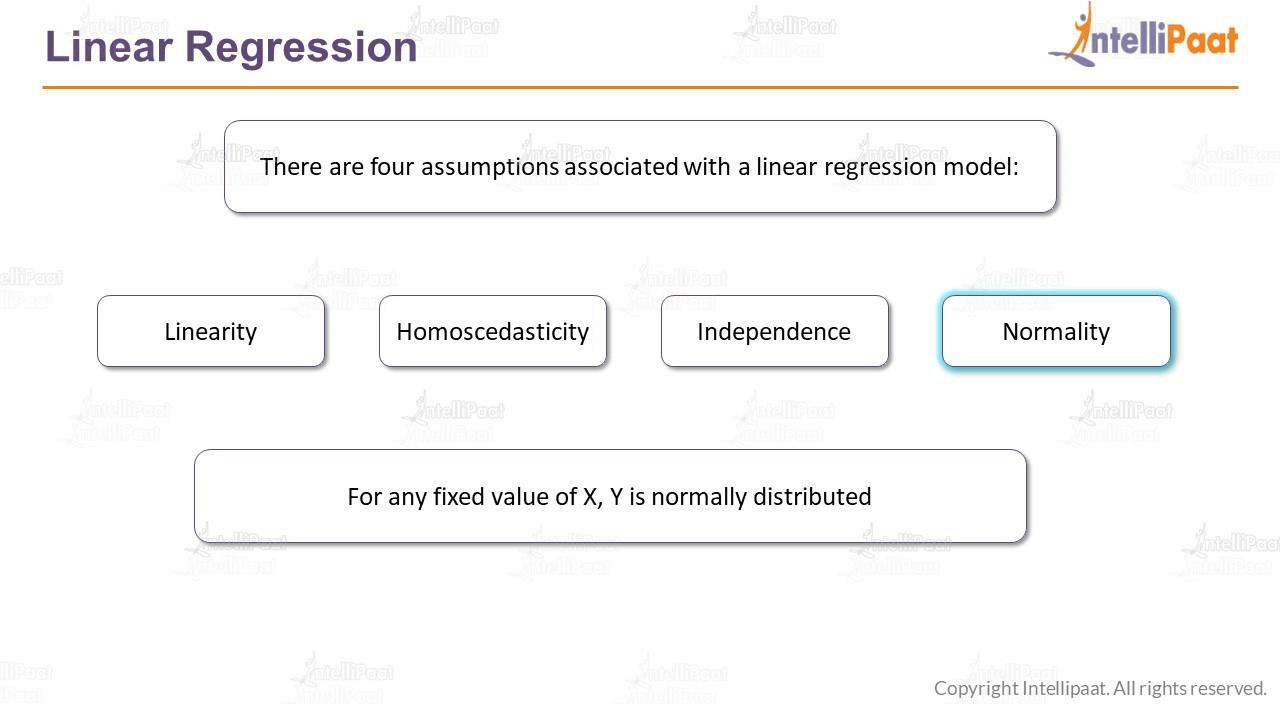 Linear Regression
IntelliPaat
There are four assumptions associated with a linear regression model:
Linearity
Homoscedasticity
Independence
Normality
For any fixed value of X, Y is normally distributed
Copyright Intellipaat. All rights reserved.